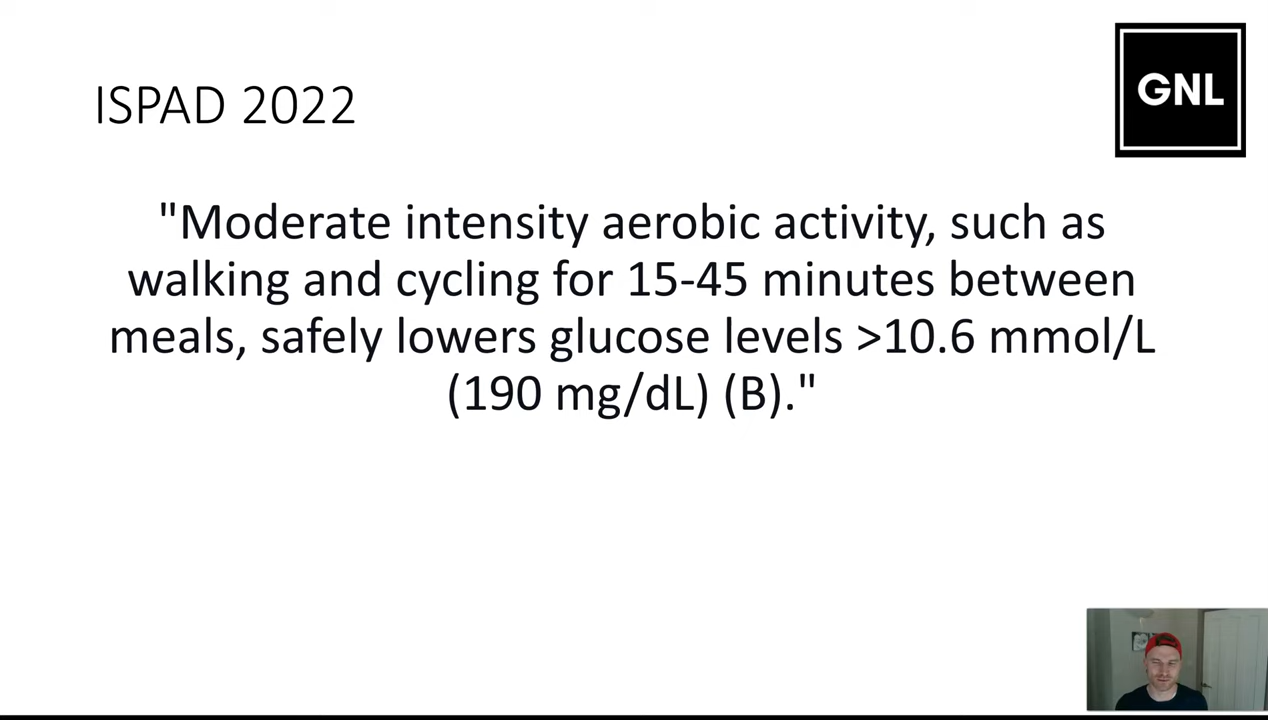 ISPAD 2022
GNL
"Moderate intensity aerobic activity, such as
walking and cycling for 15-45 minutes between
meals, safely lowers glucose levels >10.6 mmol/L
(190 mg/dL) (B)."